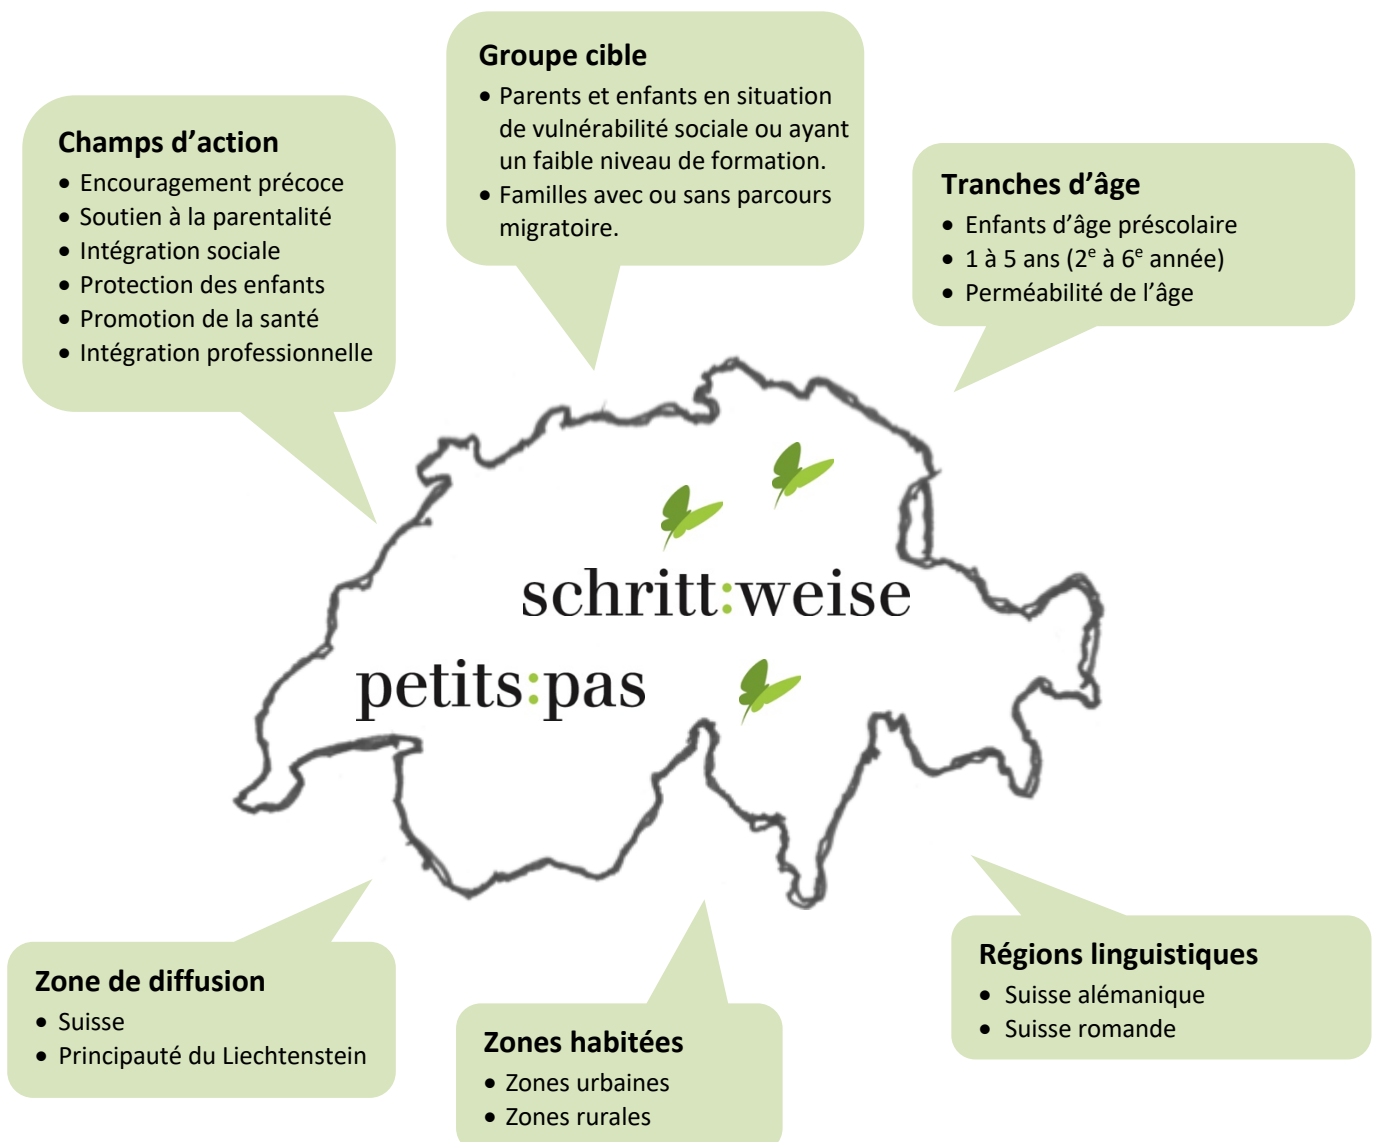 Groupe cible
• Parents et enfants en situation
de vulnérabilité sociale ou ayant
un faible niveau de formation.
• Familles avec ou sans parcours
migratoire.
Champs d’action
• Encouragement précoce
• Soutien à la parentalité
• Intégration sociale
• Protection des enfants
• Promotion de la santé
• Intégration professionnelle
Tranches d’âge
• Enfants d’âge préscolaire
• 1 à 5 ans (2e à 6e année)
• Perméabilité de l’âge
schritt:weise
petits:pas
Zone de diffusion
• Suisse
• Principauté du Liechtenstein
Zones habitées
• Zones urbaines
• Zones rurales
Régions linguistiques
• Suisse alémanique
• Suisse romande